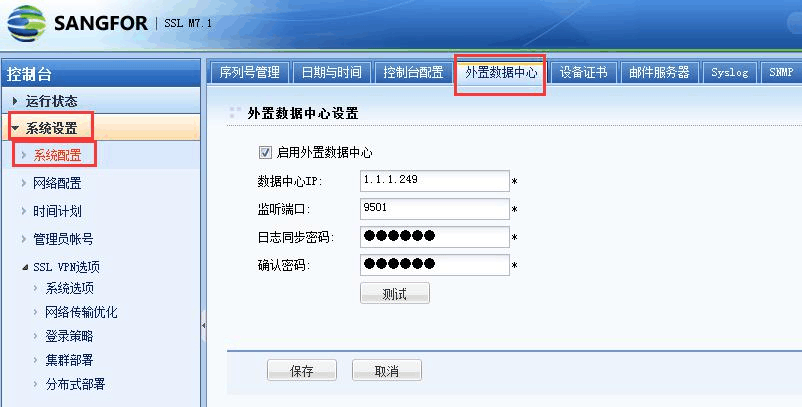 SANGFOR | SSL M7.1
控制台
运行状态
系统设置
系统配置
网络配置
时间计划
管理员帐号
SSL VPN选项
系统选项
网络传输优化
登录策略
集群部署
分布式部署
序列号管理 日期与时间 控制台配置 外置数据中心 设备证书 邮件服务器 Syslog SNMP
外置数据中心设置
启用外置数据中心
数据中心IP: 1.1.1.249 *
监听端口: 9501 *
日志同步密码: ●●●●●● *
确认密码: ●●●●●● *
测试
保存 取消